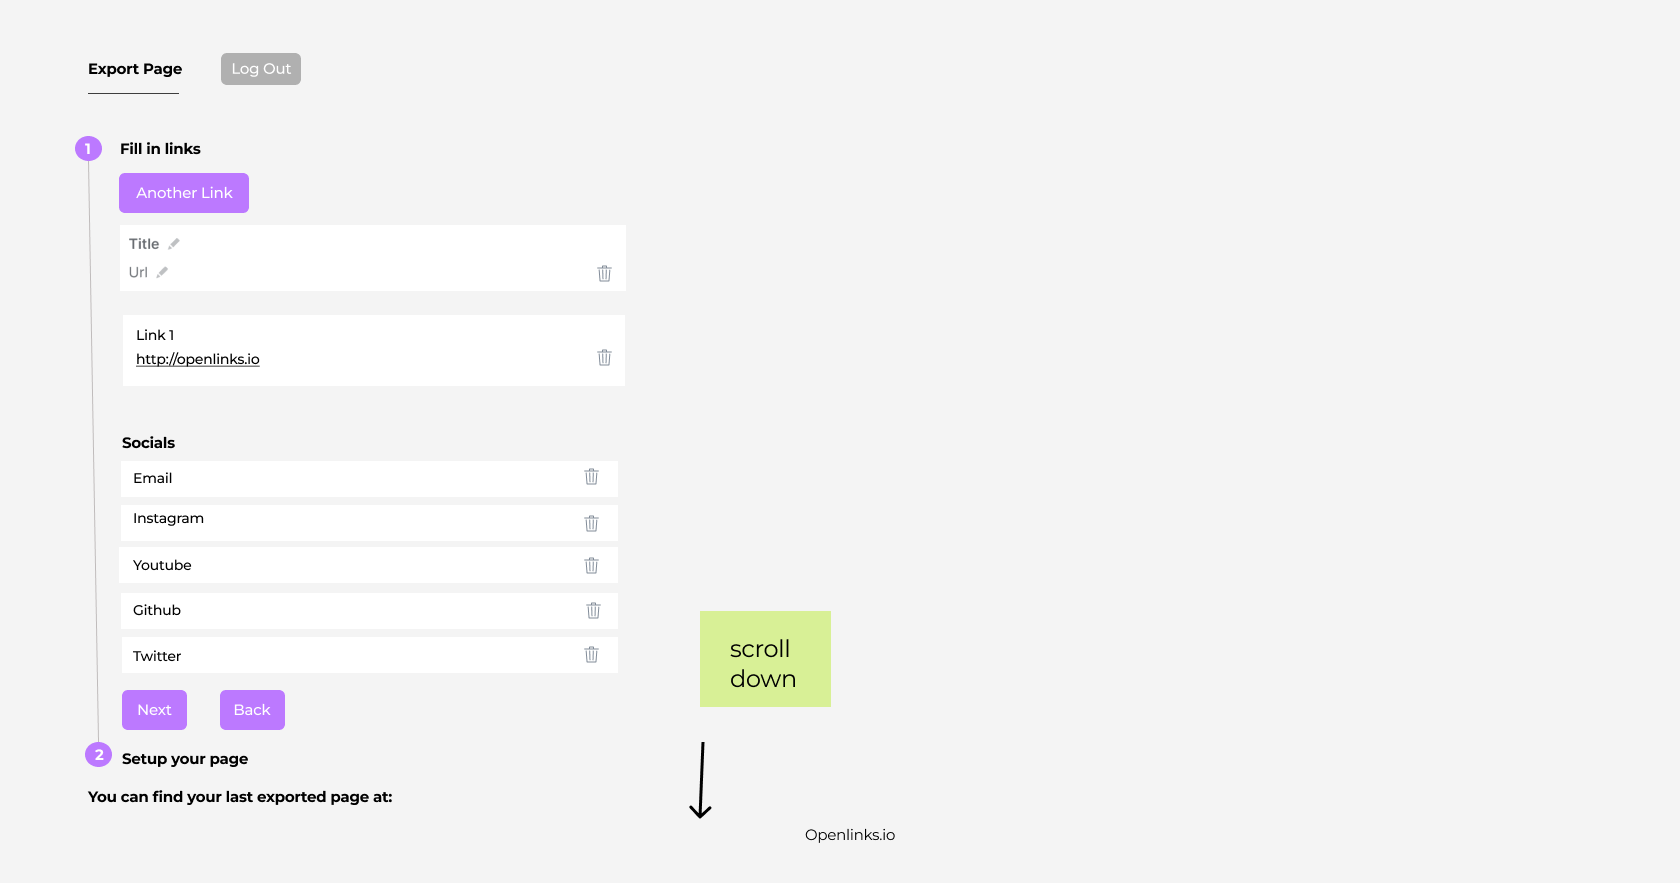 Export Page
Log Out
1
Fill in links
Another Link
Title
Url
Link 1
http://openlinks.io
Socials
Email
Instagram
Youtube
Github
Twitter
scroll
down
Next
Back
2
Setup your page
You can find your last exported page at:
Openlinks.io